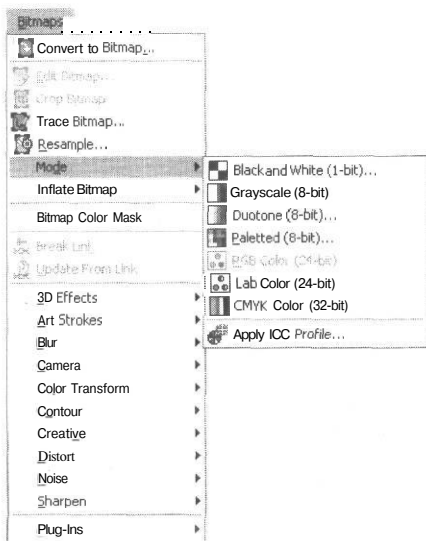 Bitmaps
Convert to Bitmap...
Edit Bitmap...
Crop Bitmap
Trace Bitmap...
Resample...
Mode
Inflate Bitmap
Bitmap Color Mask
Break Link
Update From Link
3D Effects
Art Strokes
Blur
Camera
Color Transform
Contour
Creative
Distort
Noise
Sharpen
Plug-Ins
Black and White (1-bit)...
Grayscale (8-bit)
Duotone (8-bit)...
Paletted (8-bit)...
RGB Color (24-bit)
Lab Color (24-bit)
CMYK Color (32-bit)
Apply ICC Profile...